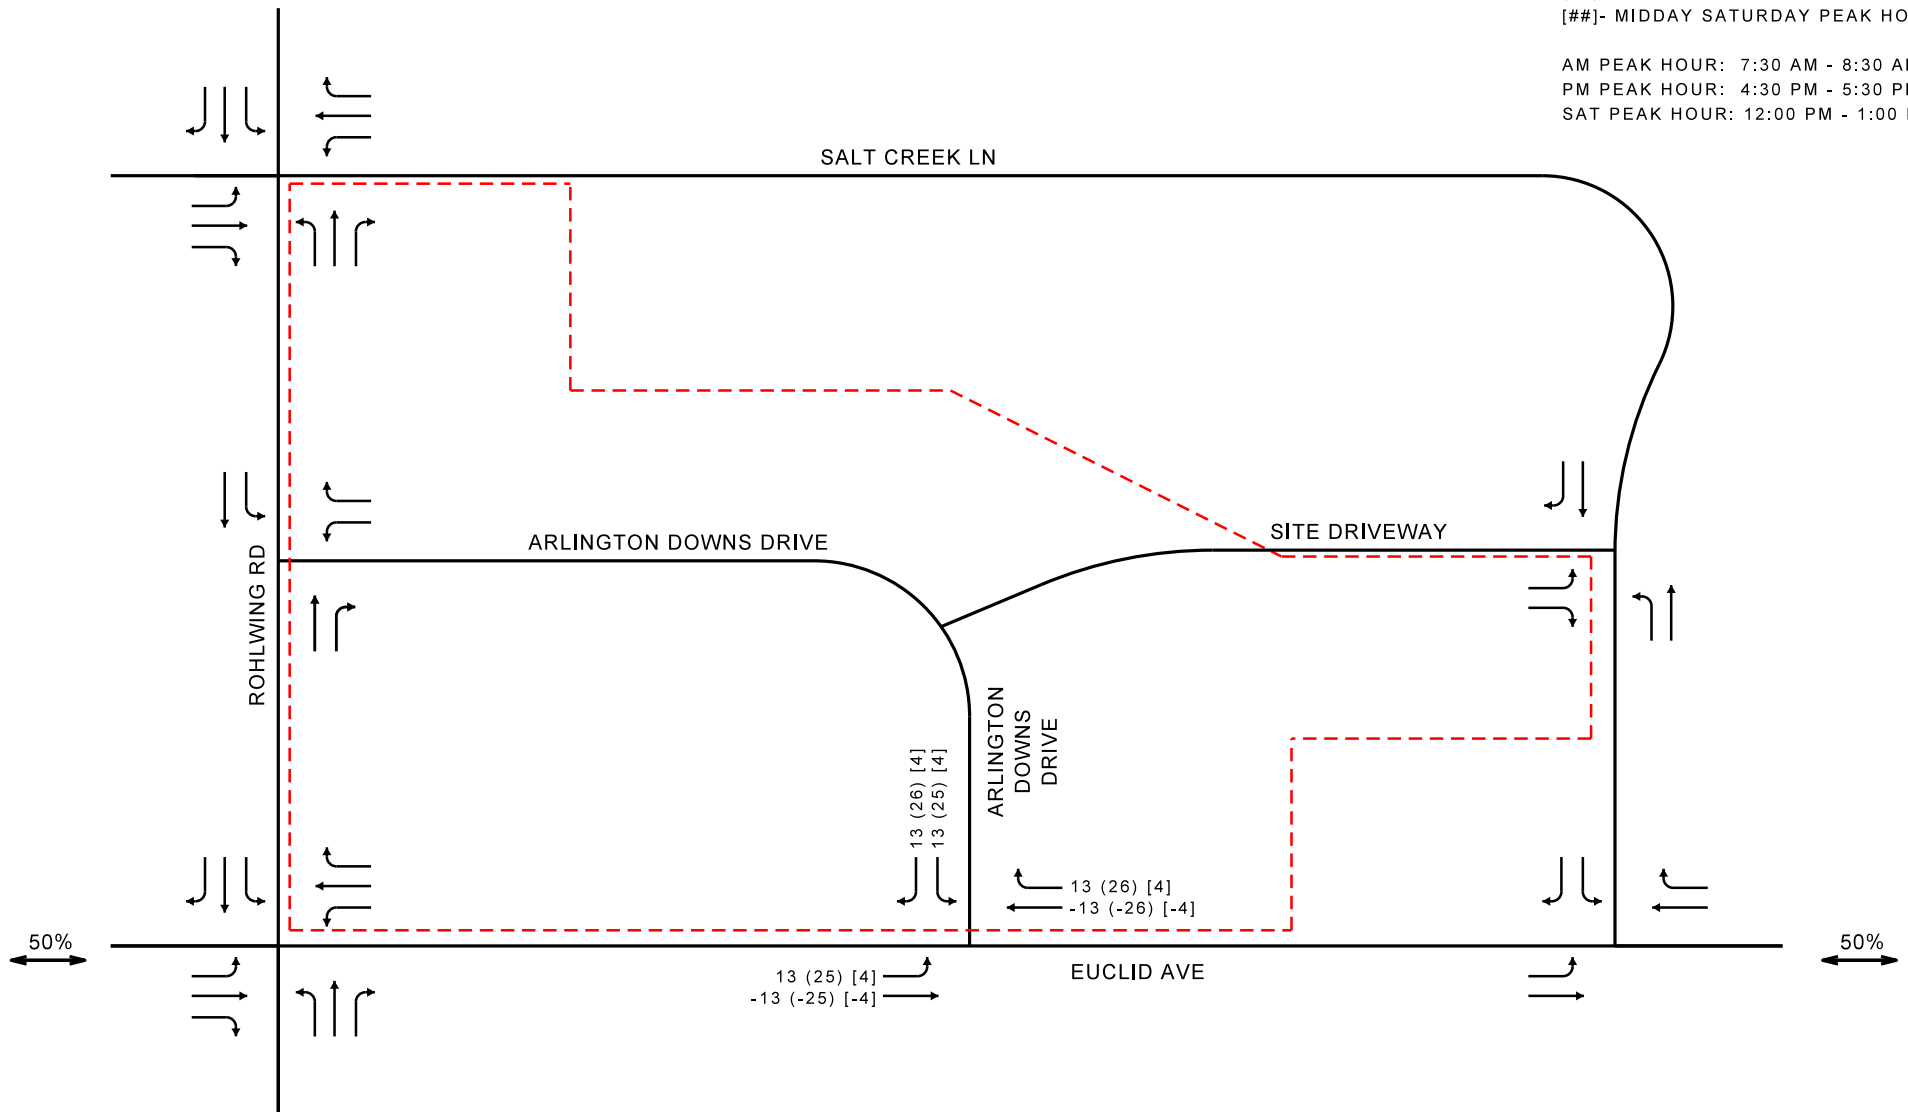 [##]- MIDDAY SATURDAY PEAK
AM PEAK HOUR: 7:30 AM - 8:30
PM PEAK HOUR: 4:30 PM - 5:30
SAT PEAK HOUR: 12:00 PM - 1:00
SALT CREEK LN
SITE DRIVEWAY
ARLINGTON DOWNS DRIVE
ROHLWING RD
ARLINGTON
DOWNS
DRIVE
13 (26) [4]
13 (25) [4]
13 (26) [4]
-13 (-26) [-4]
50%
50%
EUCLID AVE
13 (25) [4]
-13 (-25) [-4]